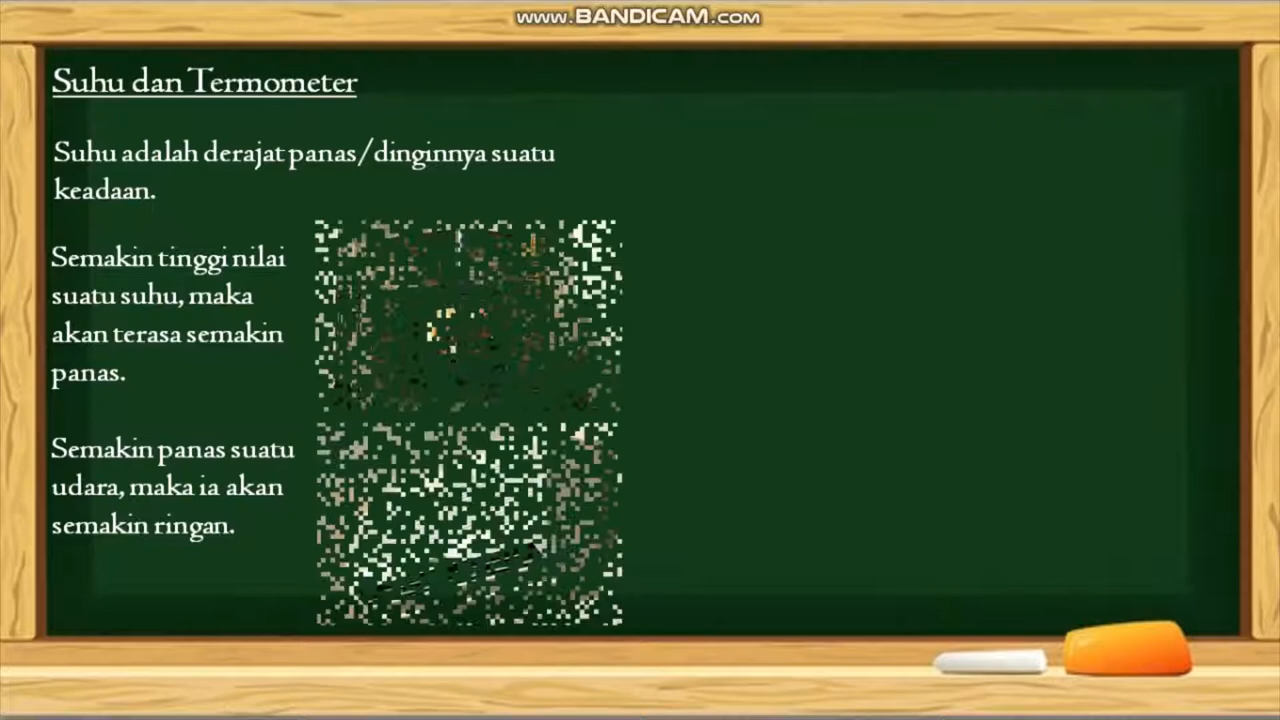 www.BANDICAM.com
Suhu dan Termometer
Suhu adalah derajat panas/dinginnya suatu
keadaan.
Semakin tinggi nilai
suatu suhu, maka
akan terasa semakin
panas.
Semakin panas suatu
udara, maka ia akan
semakin ringan.